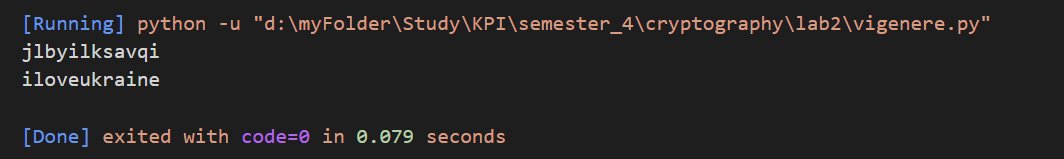 [Running] python -u "d:\myFolder\Study\KPI\semester_4\cryptography\lab2\vigenere.py"
jlbyilksavqi
iloveukraine
[Done] exited with code=0 in 0.079 seconds